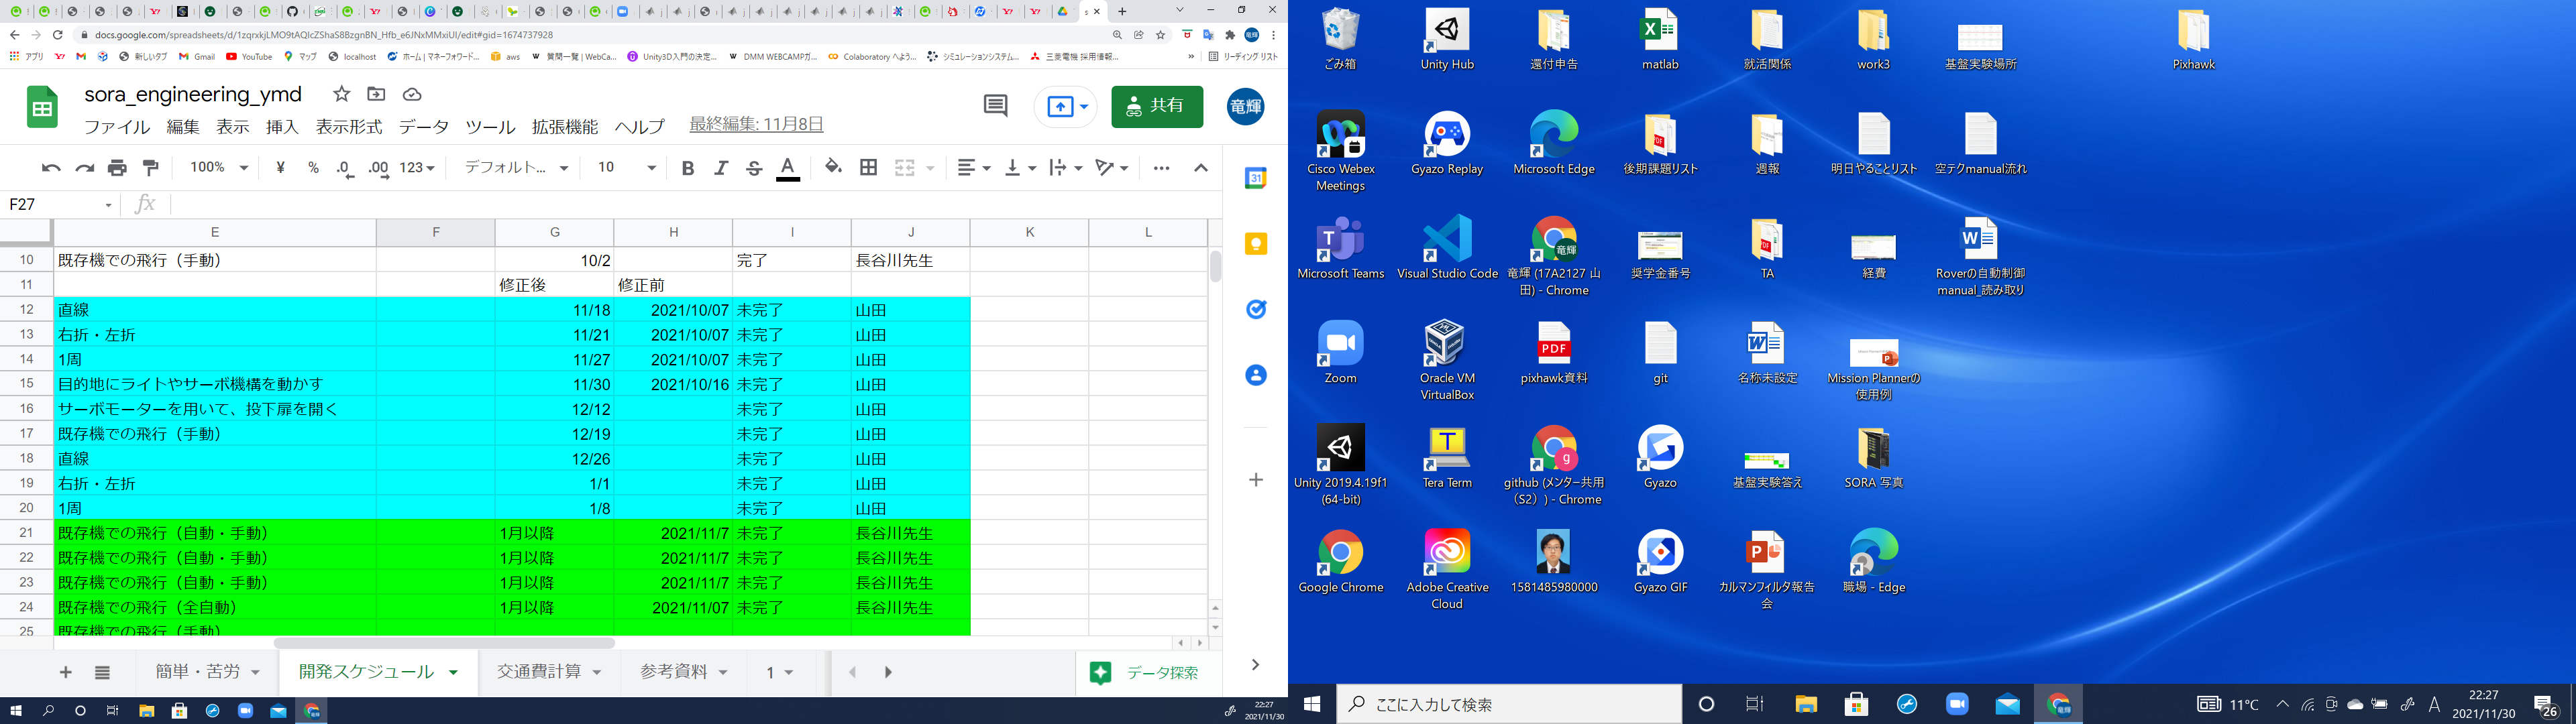 docs.google.com/spreadsheets/d/1zqrxkjLMO9tAQIcZShaS8BzgnBN_Hfb_e6JNxMMxiUI/edit#gid=1674737928
アプリ 新しいタブ Gmail YouTube マップ localhost ホーム | マネーフォワード... aws 質問一覧 | WebCa... Unity3D入門の決定... DMM WEBCAMPガ... Colaboratory へよう... シミュレーションシステム... 三菱電機 採用情報... » リーディング リスト
sora_engineering_ymd
共有
竜輝
ファイル 編集 表示 挿入 表示形式 データ ツール 拡張機能 ヘルプ 最終編集: 11月8日
100% ¥ % .0 .00 123 デフォルト... 10 B I S A
F27 fx
E F G H I J K L
10 既存機での飛行（手動） 10/2 完了 長谷川先生
11 修正後 修正前
12 直線 11/18 2021/10/07 未完了 山田
13 右折・左折 11/21 2021/10/07 未完了 山田
14 1周 11/27 2021/10/07 未完了 山田
15 目的地にライトやサーボ機構を動かす 11/30 2021/10/16 未完了 山田
16 サーボモーターを用いて、投下扉を開く 12/12 未完了 山田
17 既存機での飛行（手動） 12/19 未完了 山田
18 直線 12/26 未完了 山田
19 右折・左折 1/1 未完了 山田
20 1周 1/8 未完了 山田
21 既存機での飛行（自動・手動） 1月以降 2021/11/7 未完了 長谷川先生
22 既存機での飛行（自動・手動） 1月以降 2021/11/7 未完了 長谷川先生
23 既存機での飛行（自動・手動） 1月以降 2021/11/7 未完了 長谷川先生
24 既存機での飛行（全自動） 1月以降 2021/11/07 未完了 長谷川先生
25 既存機での飛行（手動）
簡単・苦労 開発スケジュール 交通費計算 参考資料 1 データ探索
22:27
2021/11/30
ごみ箱 Unity Hub 還付申告 matlab 就活関係 work3 基盤実験場所 Pixhawk
Cisco Webex Meetings Gyazo Replay Microsoft Edge 後期課題リスト 週報 明日やることリスト 空テクmanual流れ
Microsoft Teams Visual Studio Code 竜輝 (17A2127 山田) - Chrome 奨学金番号 TA 経費 Roverの自動制御manual_読み取り
Zoom Oracle VM VirtualBox pixhawk資料 git 名称未設定 Mission Plannerの使用例
Unity 2019.4.19f1 (64-bit) Tera Term github (メンター共用（S2）) - Chrome Gyazo 基盤実験答え SORA 写真
Google Chrome Adobe Creative Cloud 1581485980000 Gyazo GIF カルマンフィルタ報告会 職場 - Edge
ここに入力して検索
11°C A 22:27
2021/11/30
26